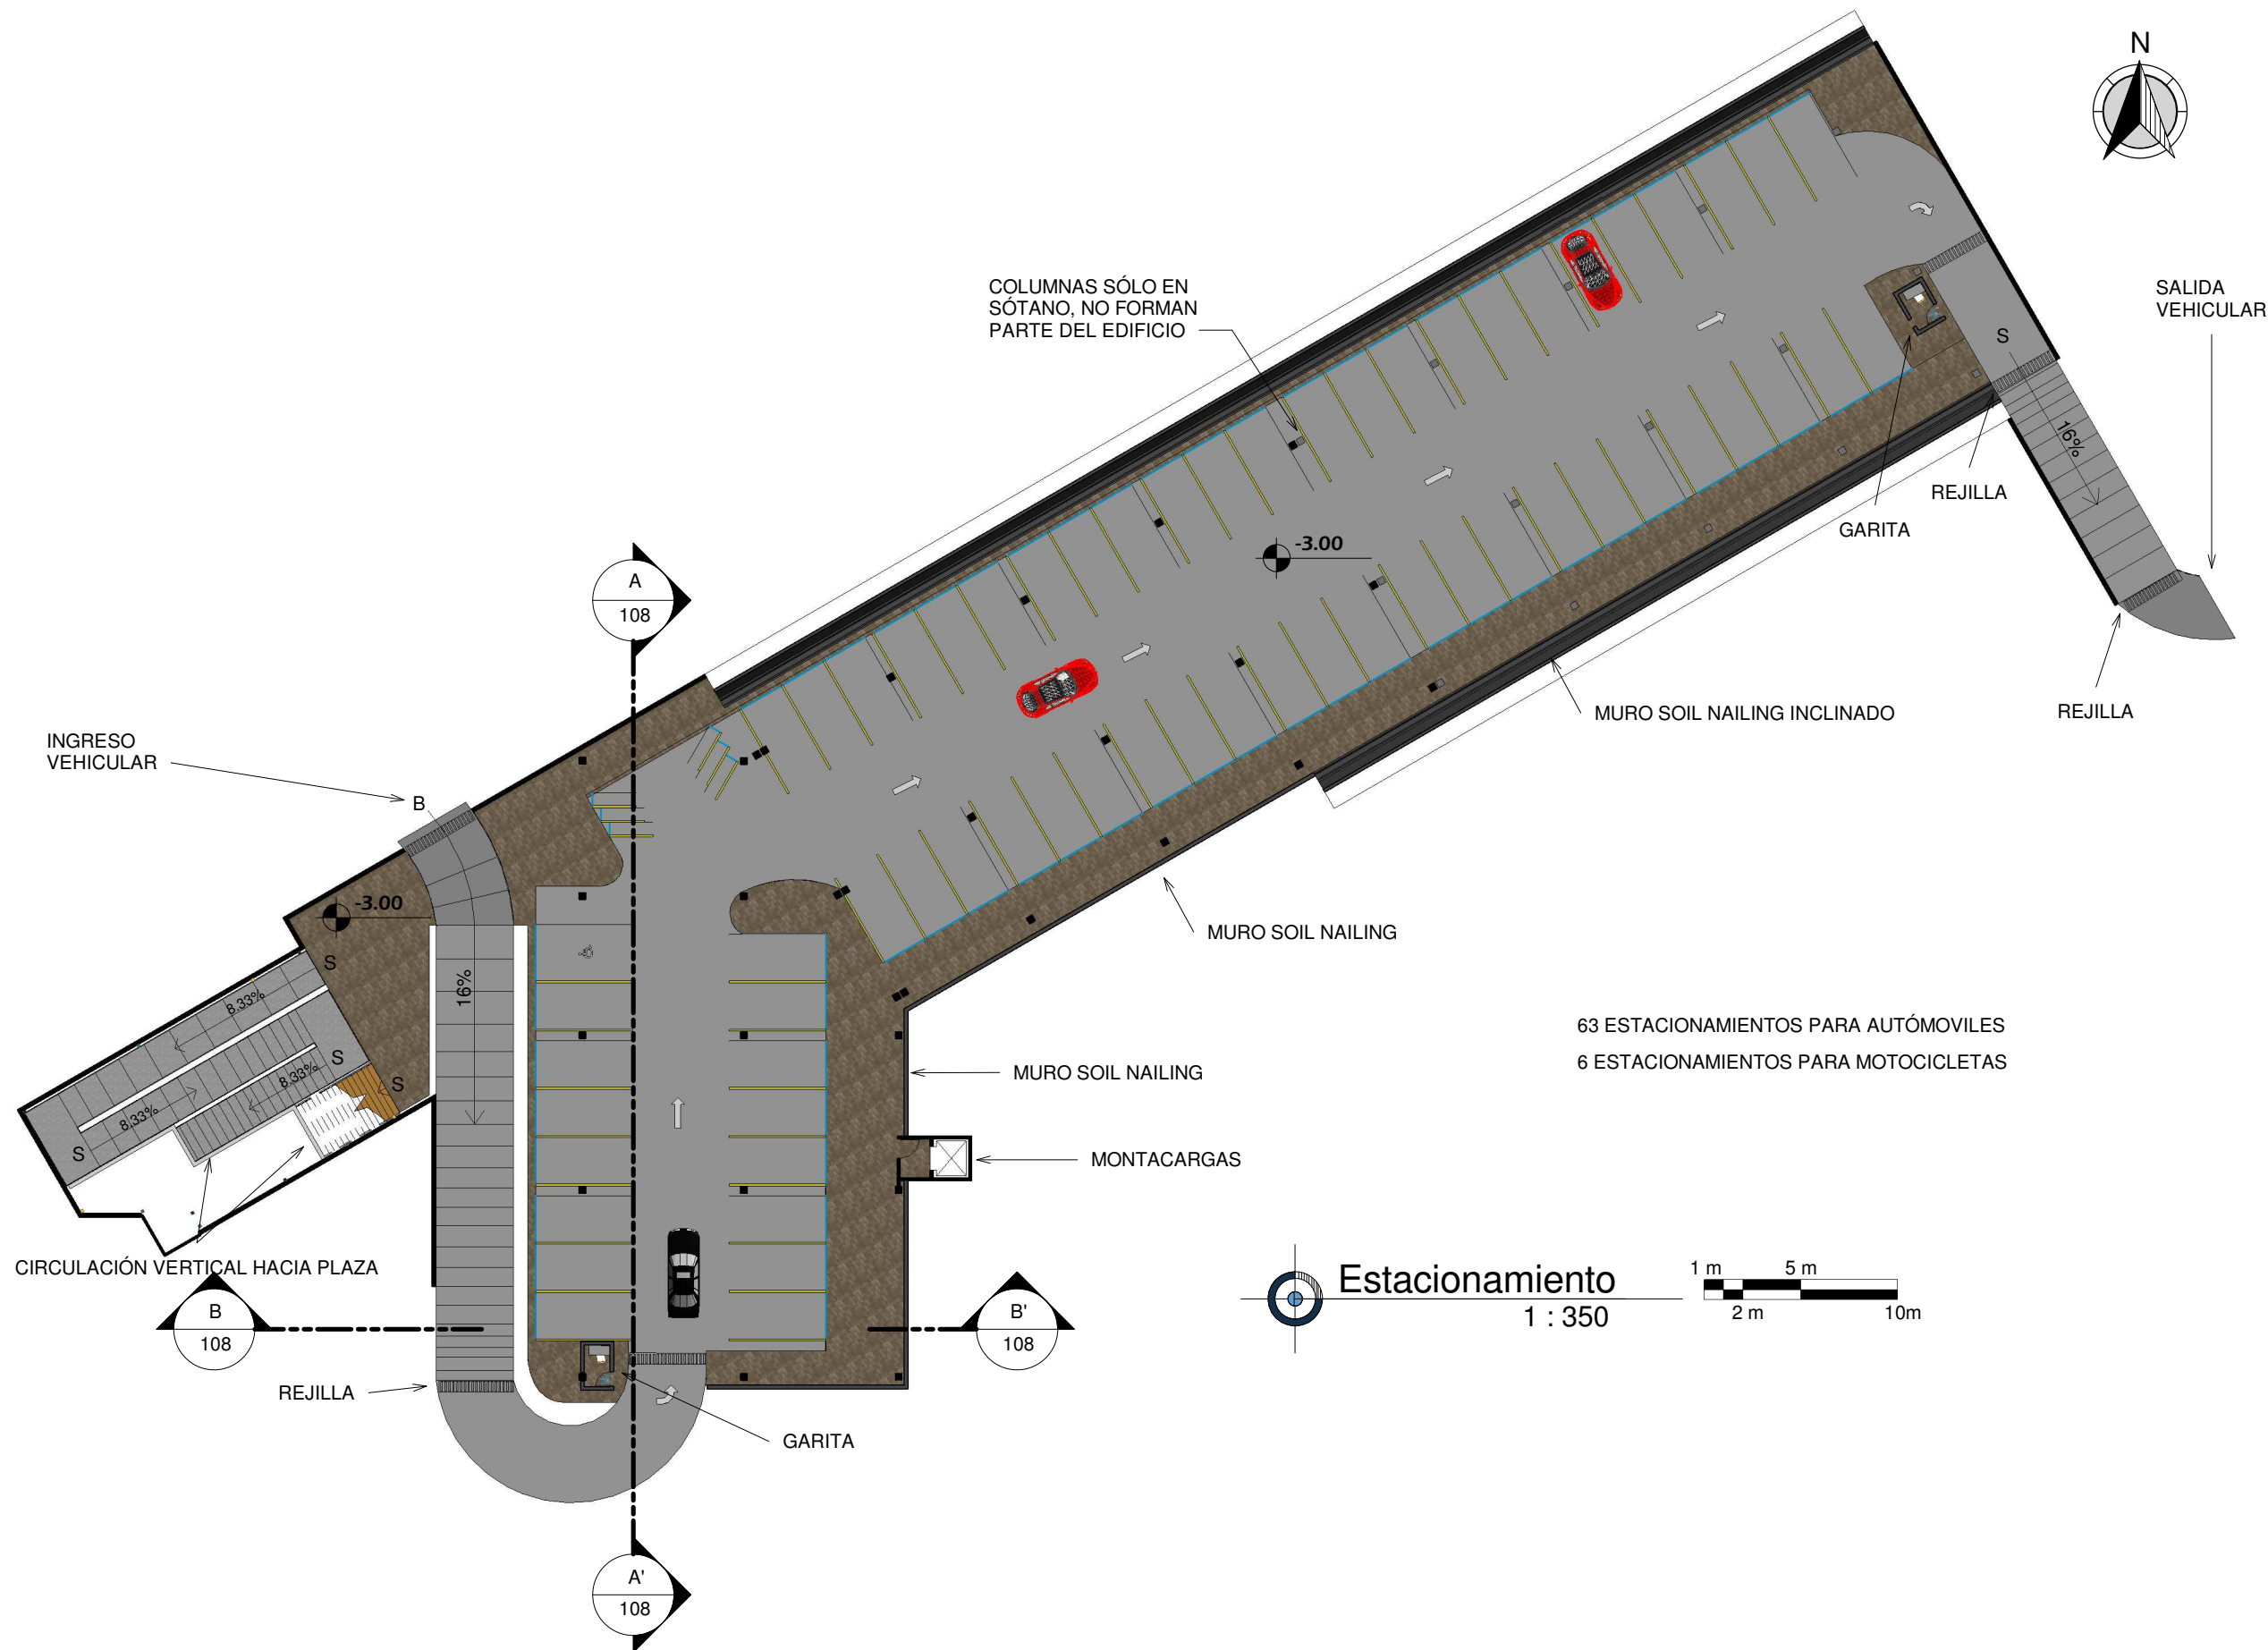 N
COLUMNAS SÓLO EN
SÓTANO, NO FORMAN
PARTE DEL EDIFICIO
SALIDA
VEHICULAR
S
16%
REJILLA
GARITA
-3.00
A
108
MURO SOIL NAILING INCLINADO
REJILLA
INGRESO
VEHICULAR
B
-3.00
MURO SOIL NAILING
S
8.33%
16%
S
8.33%
S
8.33%
S
63 ESTACIONAMIENTOS PARA AUTÓMOVILES
6 ESTACIONAMIENTOS PARA MOTOCICLETAS
MURO SOIL NAILING
MONTACARGAS
CIRCULACIÓN VERTICAL HACIA PLAZA
B
108
B'
108
Estacionamiento
1 : 350
1 m
5 m
2 m
10m
REJILLA
GARITA
A'
108